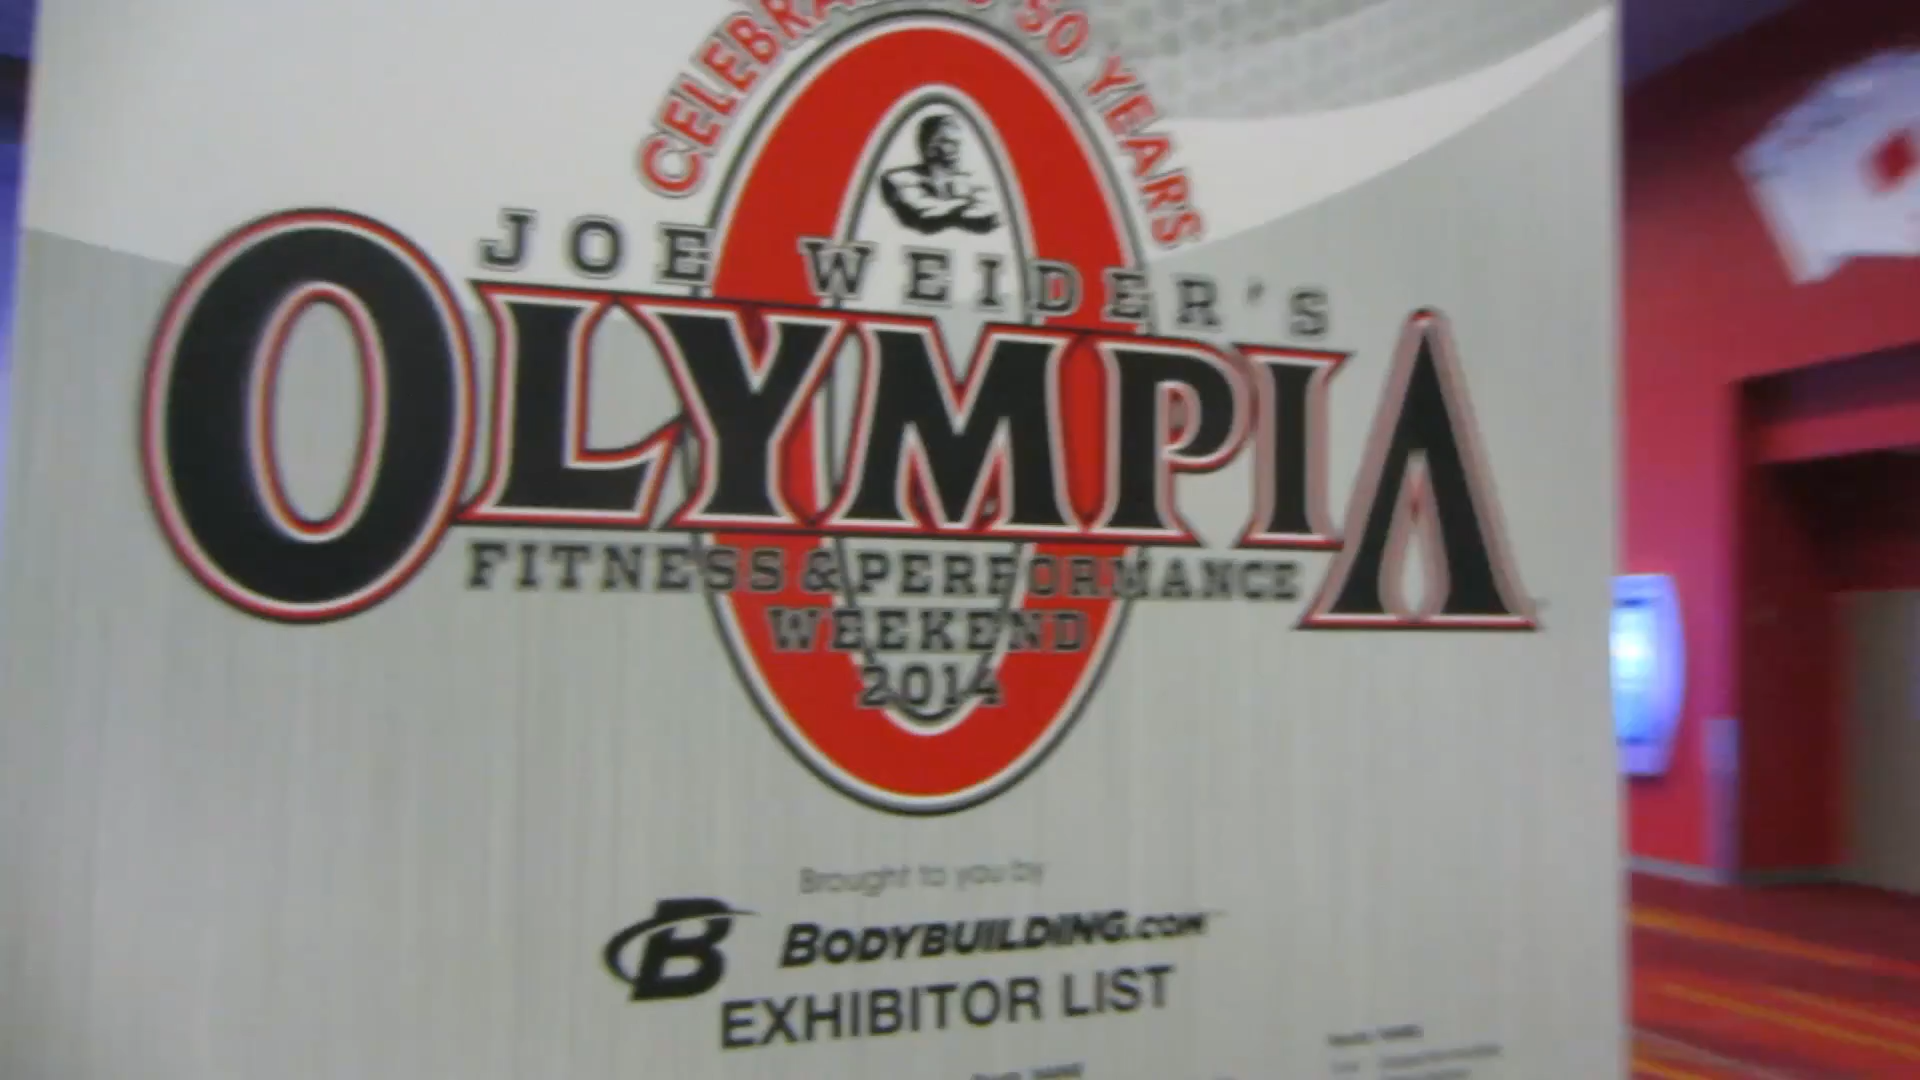 CELEBRATING 50 YEARS
JOE WEIDER'S
OLYMPIA
FITNESS & PERFORMANCE
WEEKEND
2014
Brought to you by
B BODYBUILDING.COM
EXHIBITOR LIST